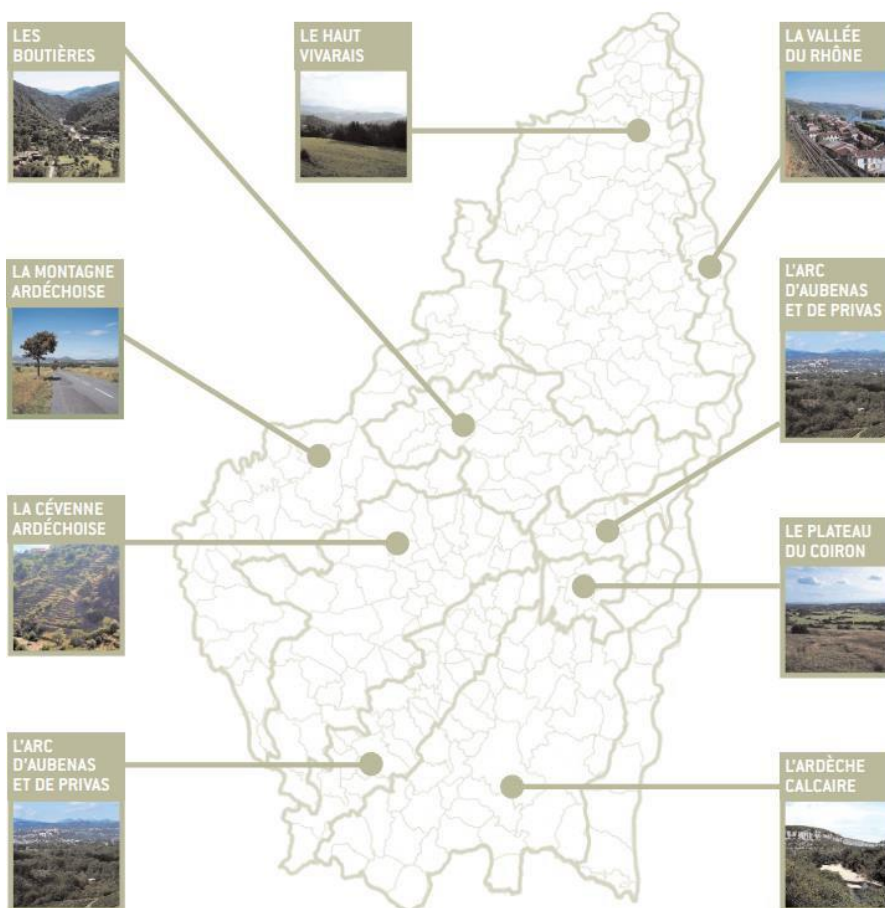 LES
BOUTIÈRES
LE HAUT
VIVARAIS
LA VALLÉE
DU RHÔNE
LA MONTAGNE
ARDÉCHOISE
L'ARC
D'AUBENAS
ET DE PRIVAS
LA CÉVENNE
ARDÉCHOISE
LE PLATEAU
DU COIRON
L'ARC
D'AUBENAS
ET DE PRIVAS
L'ARDÈCHE
CALCAIRE